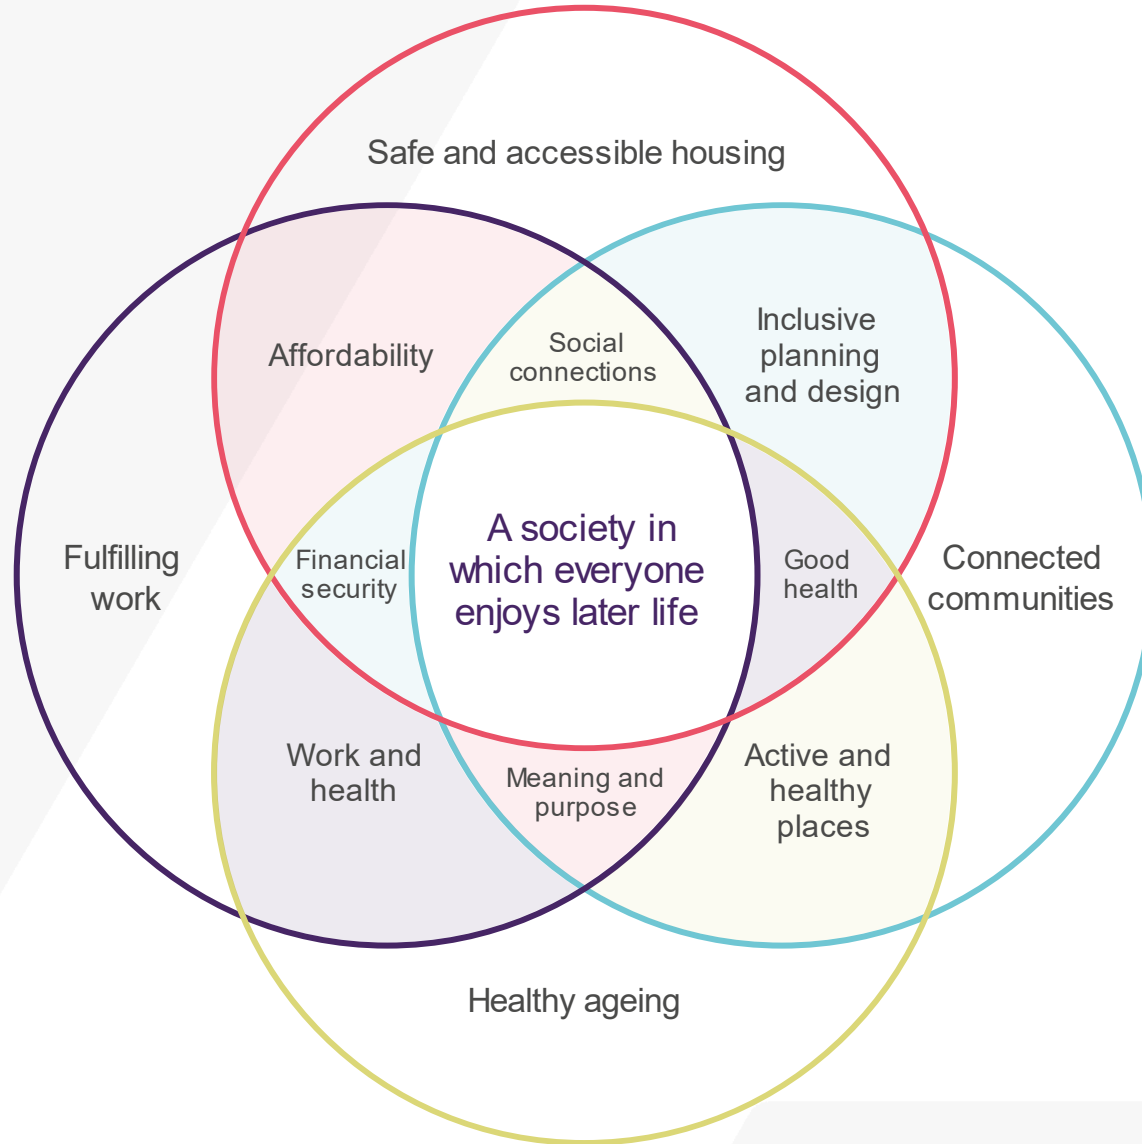 Safe and accessible housing
Affordability
Social
connections
Inclusive
planning
and design
Fulfilling
work
Financial
security
A society in
which everyone
enjoys later life
Good
health
Connected
communities
Work and
health
Meaning and
purpose
Active and
healthy
places
Healthy ageing